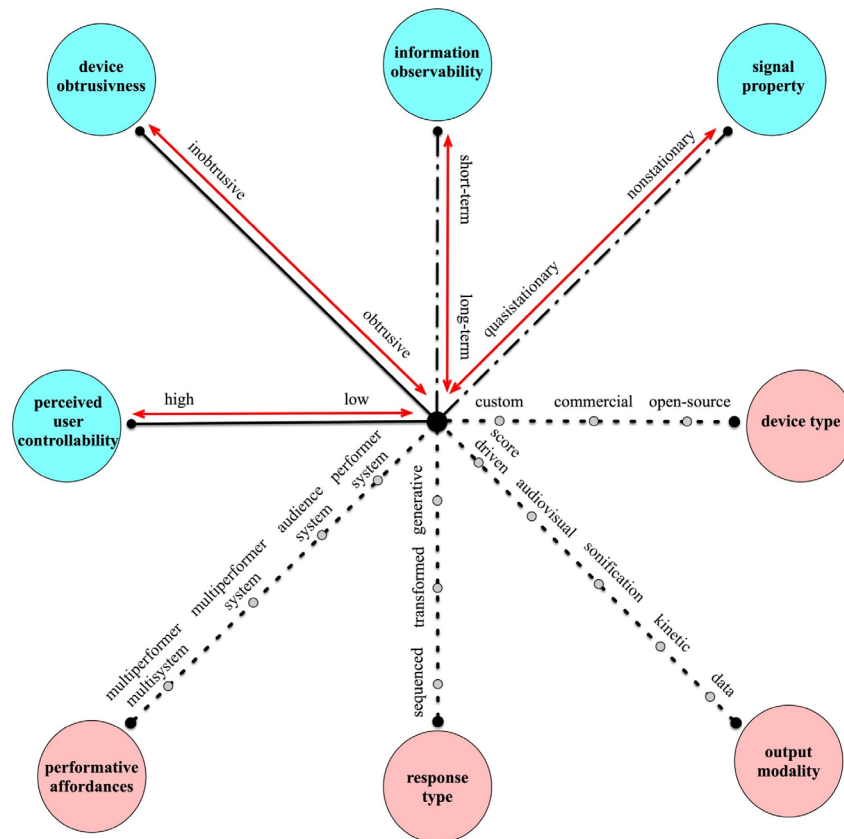 device
obtrusivness
information
observability
signal
property
inobtrusive
obtrusive
short-term
long-term
nonstationary
quasistationary
perceived
user
controllability
high
low
custom
commercial
open-source
device type
performer
system
audience
system
multiperformer
system
multiperformer
multisystem
generative
transformed
sequenced
score
driven
audiovisual
sonification
kinetic
data
performative
affordances
response
type
output
modality